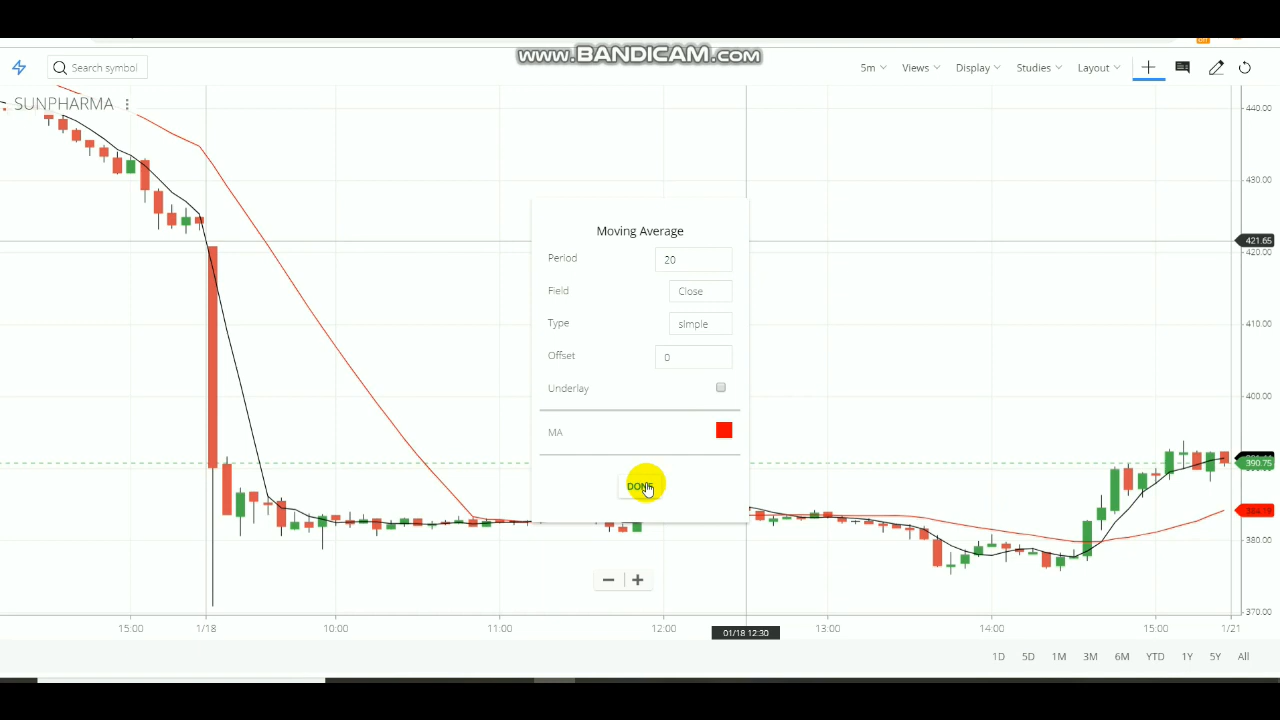 www.BANDICAM.com
Search symbol
5m Views Display Studies Layout
SUNPHARMA
440.00
430.00
421.65
420.00
410.00
400.00
390.75
384.19
380.00
370.00
Moving Average
Period 20
Field Close
Type simple
Offset 0
Underlay
MA
DONE
15:00 1/18 10:00 11:00 12:00 01/18 12:30 13:00 14:00 15:00 1/21
1D 5D 1M 3M 6M YTD 1Y 5Y All